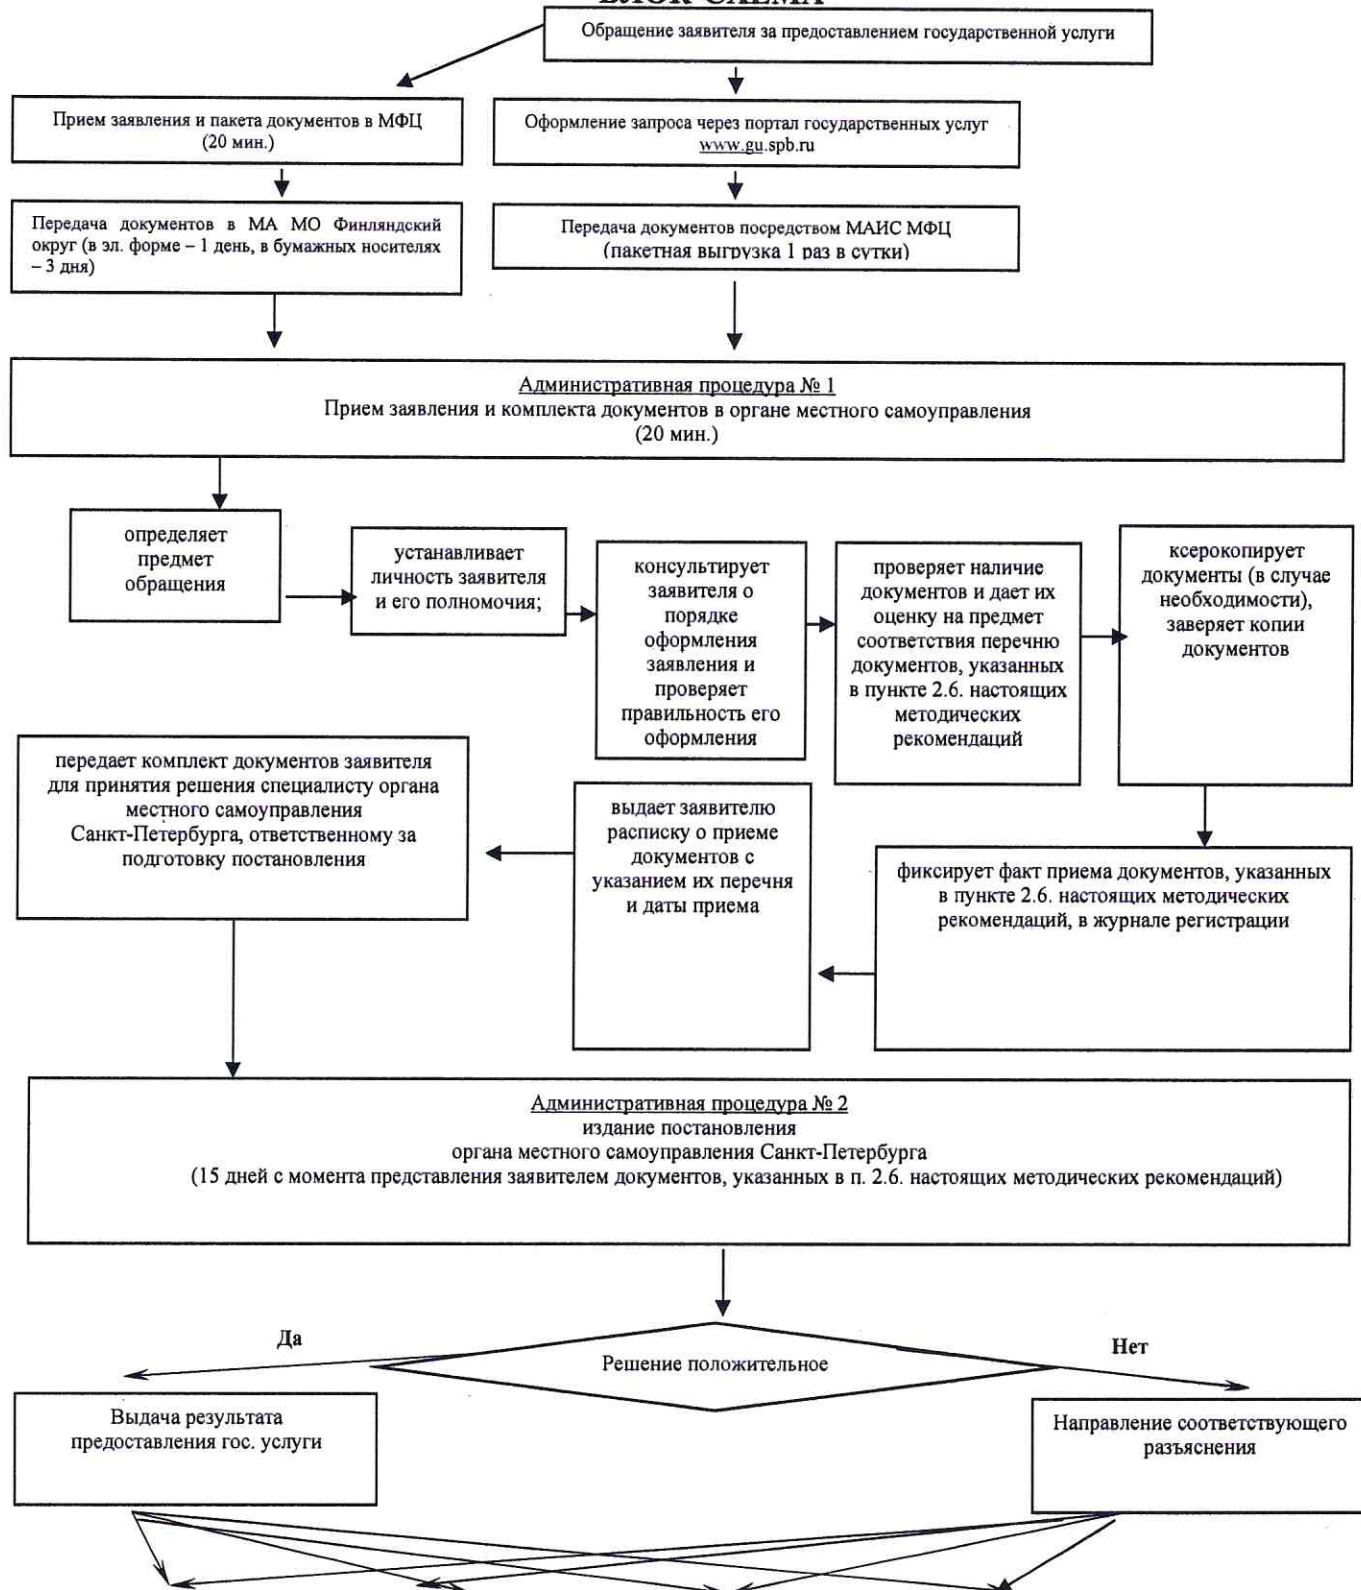 БЛОК-СХЕМА
Обращение заявителя за предоставлением государственной услуги
Прием заявления и пакета документов в МФЦ
(20 мин.)
Оформление запроса через портал государственных услуг
www.gu.spb.ru
Передача документов в МА МО Финляндский
округ (в эл. форме – 1 день, в бумажных носителях
– 3 дня)
Передача документов посредством МАИС МФЦ
(пакетная выгрузка 1 раз в сутки)
Административная процедура № 1
Прием заявления и комплекта документов в органе местного самоуправления
(20 мин.)
определяет
предмет
обращения
устанавливает
личность заявителя
и его полномочия;
консультирует
заявителя о
порядке
оформления
заявления и
проверяет
правильность его
оформления
проверяет наличие
документов и дает их
оценку на предмет
соответствия перечню
документов, указанных
в пункте 2.6. настоящих
методических
рекомендаций
ксерокопирует
документы (в случае
необходимости),
заверяет копии
документов
фиксирует факт приема документов, указанных
в пункте 2.6. настоящих методических
рекомендаций, в журнале регистрации
выдает заявителю
расписку о приеме
документов с
указанием их перечня
и даты приема
передает комплект документов заявителя
для принятия решения специалисту органа
местного самоуправления
Санкт-Петербурга, ответственному за
подготовку постановления
Административная процедура № 2
издание постановления
органа местного самоуправления Санкт-Петербурга
(15 дней с момента представления заявителем документов, указанных в п. 2.6. настоящих методических рекомендаций)
Да
Решение положительное
Нет
Выдача результата
предоставления гос. услуги
Направление соответствующего
разъяснения